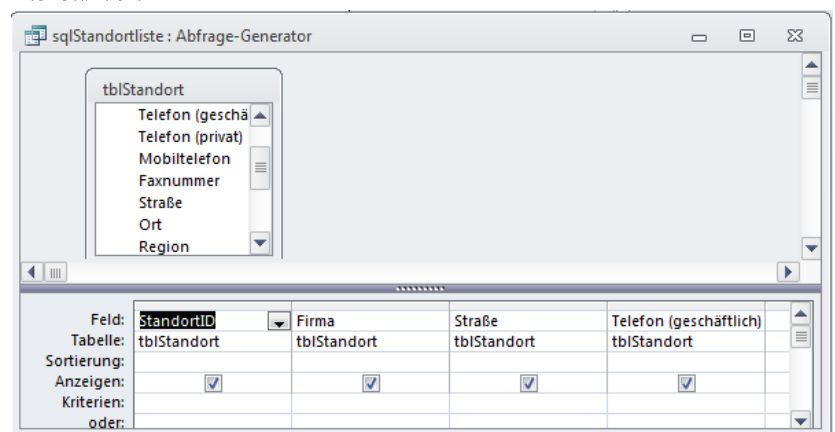 sqlStandortliste : Abfrage-Generator
tblStandort
Telefon (geschä
Telefon (privat)
Mobiltelefon
Faxnummer
Straße
Ort
Region
Feld: StandortID Firma Straße Telefon (geschäftlich)
Tabelle: tblStandort tblStandort tblStandort tblStandort
Sortierung:
Anzeigen:
Kriterien:
oder: